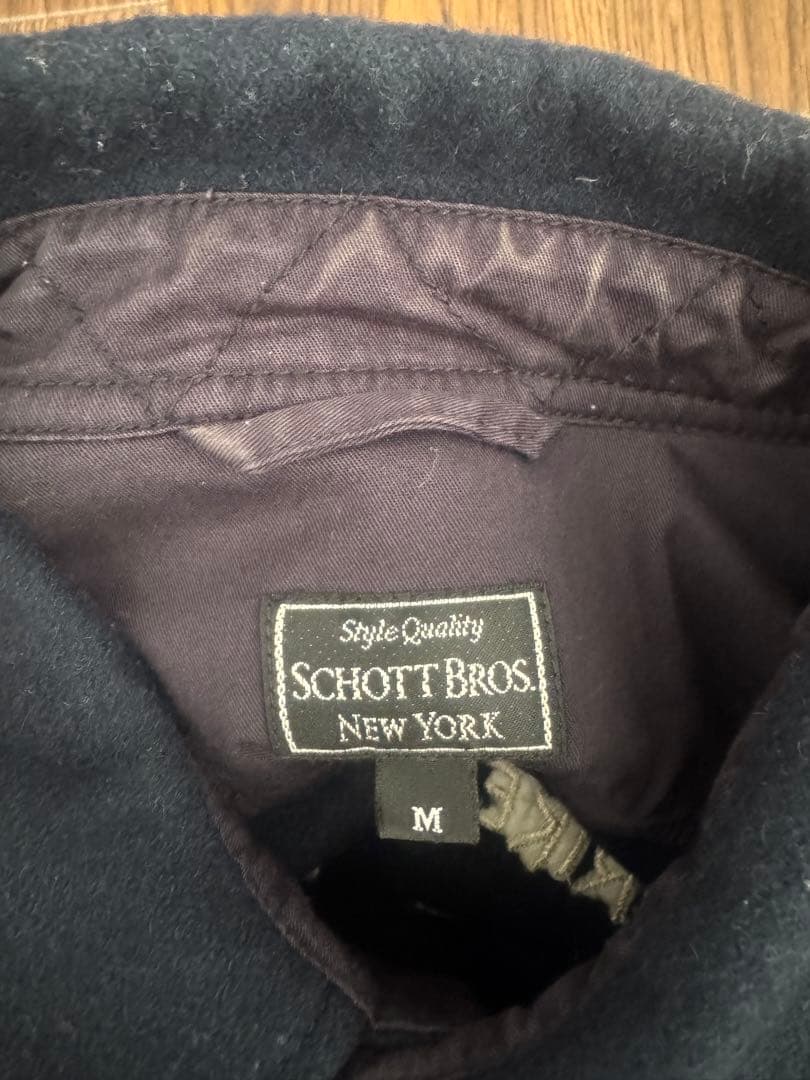 Style Quality
SCHOTT BROS.
NEW YORK
M